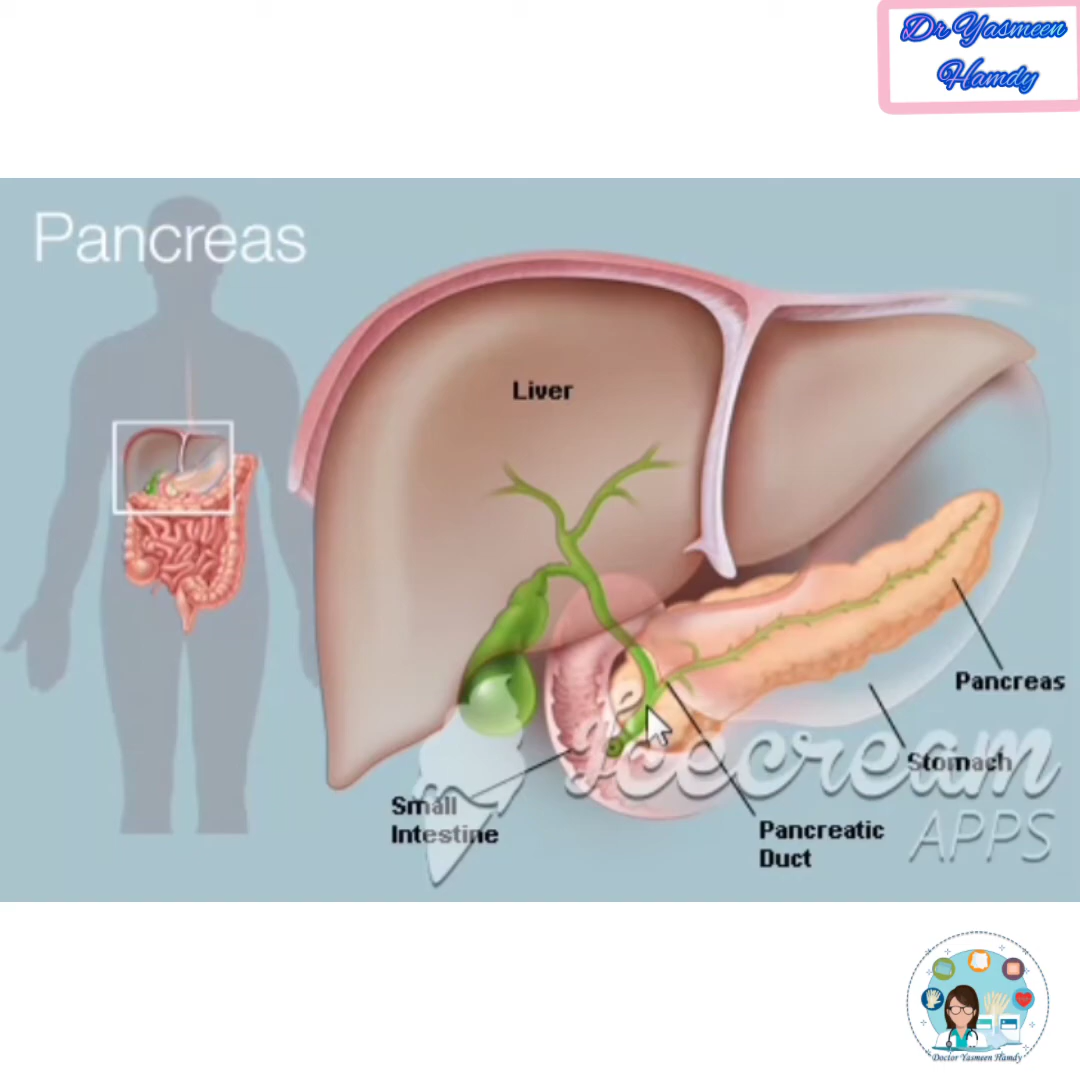 Dr Yasmeen
Hamdy
Pancreas
Liver
Pancreas
Stomach
Icecream
APPS
Small
Intestine
Pancreatic
Duct
Doctor Yasmeen Hamdy